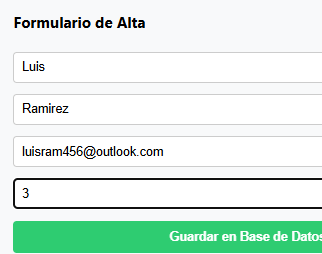 Formulario de Alta
Luis
Ramirez
luisram456@outlook.com
3
Guardar en Base de Datos